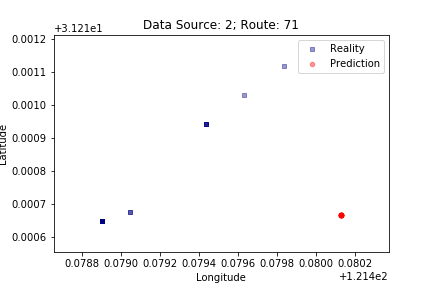 Data Source: 2; Route: 71
+3.121e1
0.0012
0.0011
0.0010
0.0009
0.0008
0.0007
0.0006
Latitude
Reality
Prediction
0.0788 0.0790 0.0792 0.0794 0.0796 0.0798 0.0800 0.0802
Longitude
+1.214e2